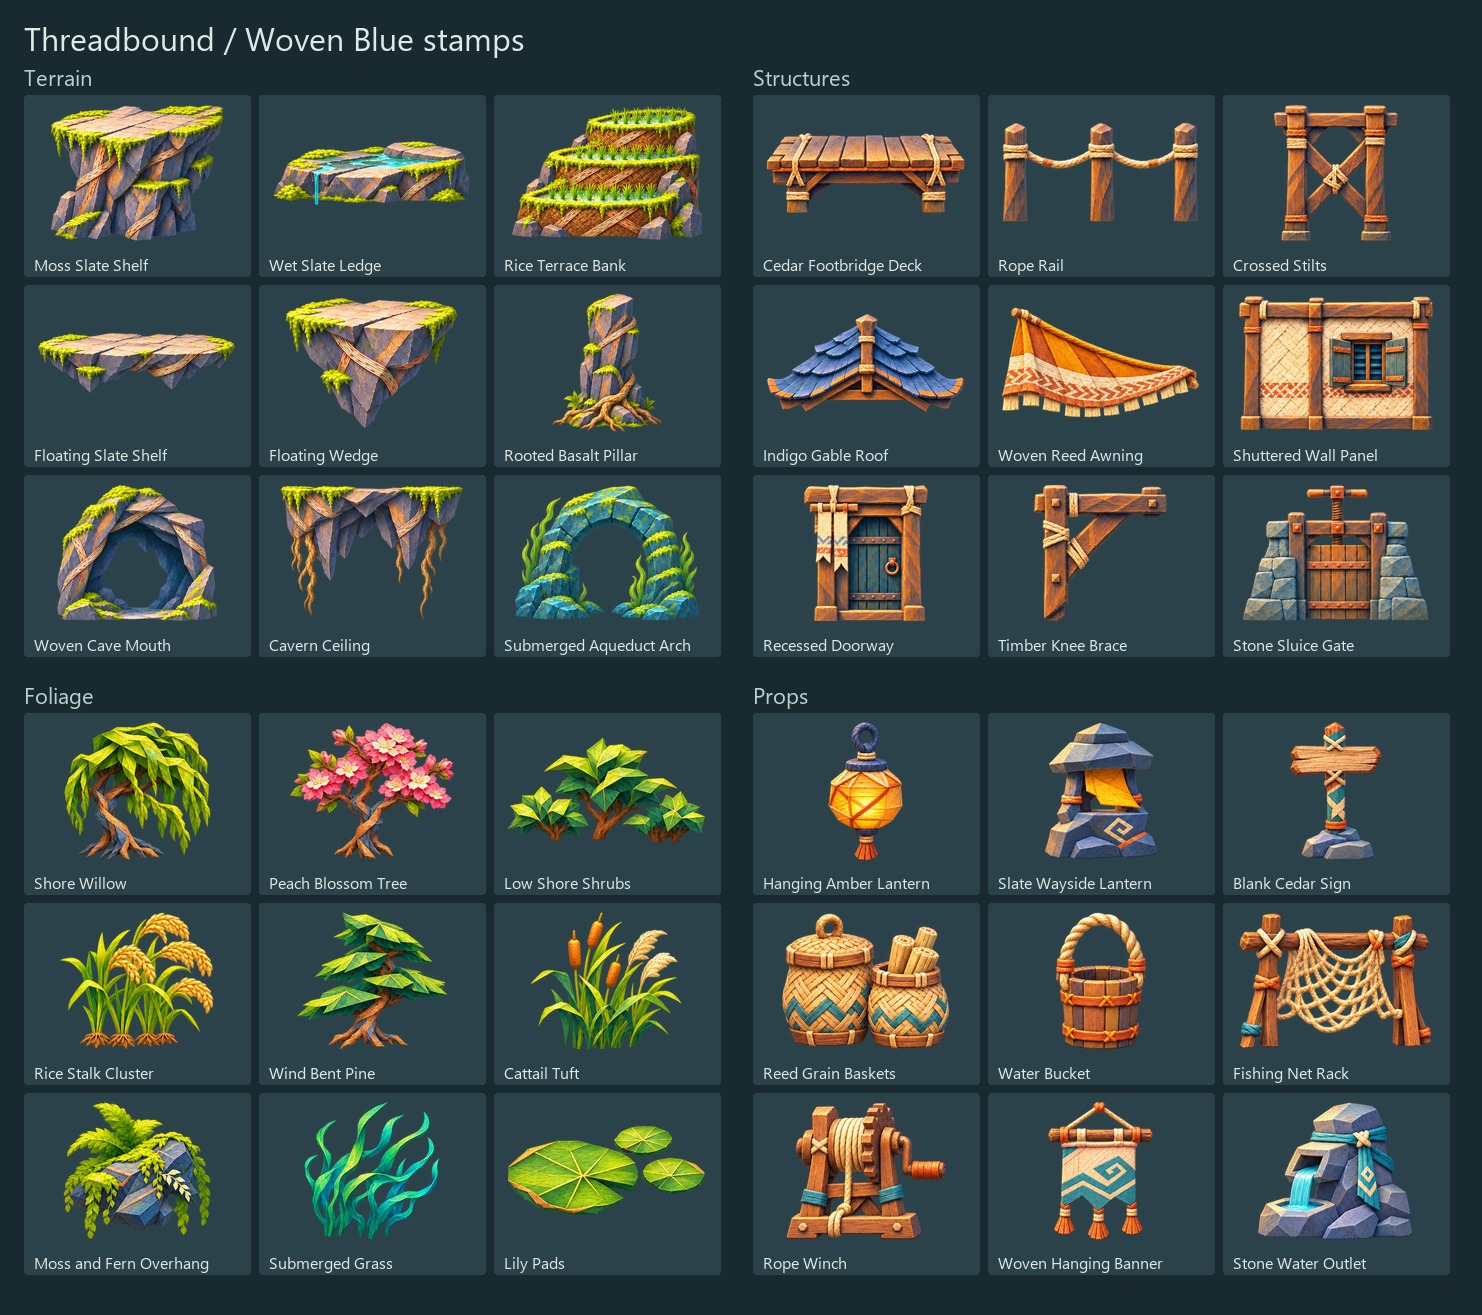 Threadbound / Woven Blue stamps
Terrain
Moss Slate Shelf
Wet Slate Ledge
Rice Terrace Bank
Floating Slate Shelf
Floating Wedge
Rooted Basalt Pillar
Woven Cave Mouth
Cavern Ceiling
Submerged Aqueduct Arch
Structures
Cedar Footbridge Deck
Rope Rail
Crossed Stilts
Indigo Gable Roof
Woven Reed Awning
Shuttered Wall Panel
Recessed Doorway
Timber Knee Brace
Stone Sluice Gate
Foliage
Shore Willow
Peach Blossom Tree
Low Shore Shrubs
Rice Stalk Cluster
Wind Bent Pine
Cattail Tuft
Moss and Fern Overhang
Submerged Grass
Lily Pads
Props
Hanging Amber Lantern
Slate Wayside Lantern
Blank Cedar Sign
Reed Grain Baskets
Water Bucket
Fishing Net Rack
Rope Winch
Woven Hanging Banner
Stone Water Outlet